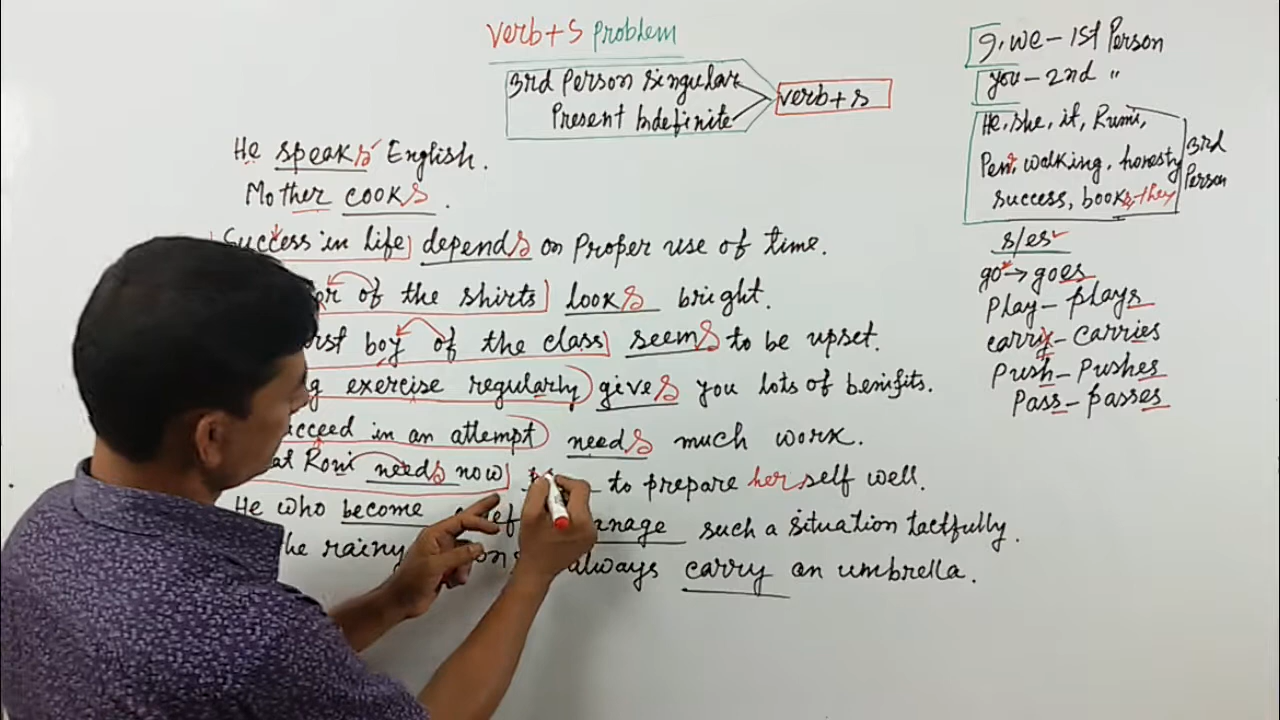 verb+s problem
3rd Person singular
Present Indefinite
verb+s
He speaks English.
Mother cooks.
Success in life depends on proper use of time.
of the shirts looks bright.
boy of the class seems to be upset.
exercise regularly gives you lots of benifits.
in an attempt needs much work.
Roni needs now to prepare herself well.
He who become such a situation tactfully.
rainy always carry an umbrella.
I, we - 1st Person
you - 2nd "
He, she, it, Rumi,
Pen, walking, honesty
success, books, they
3rd
Person
s/es
go → goes
Play - plays
carry - carries
Push - Pushes
Pass - passes